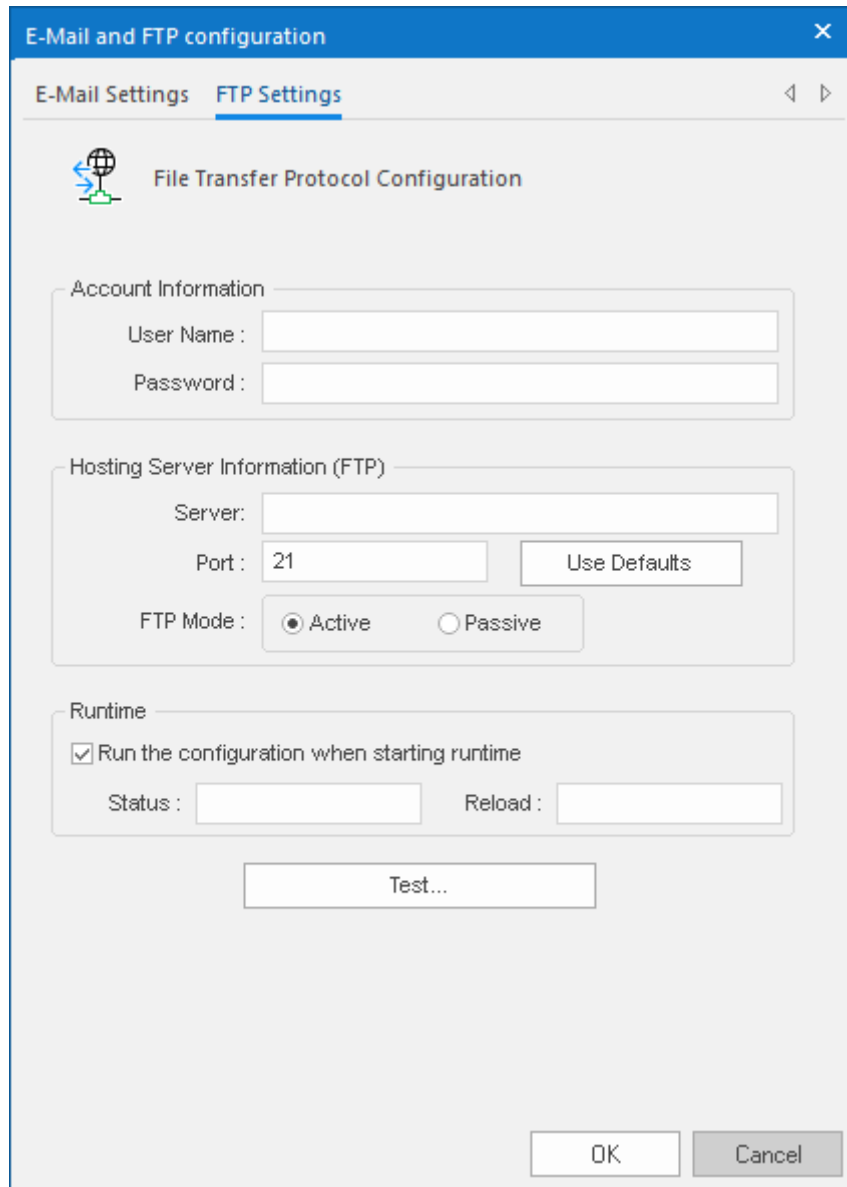 E-Mail and FTP configuration
E-Mail Settings FTP Settings
File Transfer Protocol Configuration
Account Information
User Name :
Password :
Hosting Server Information (FTP)
Server:
Port : 21 Use Defaults
FTP Mode : Active Passive
Runtime
Run the configuration when starting runtime
Status : Reload :
Test...
OK Cancel